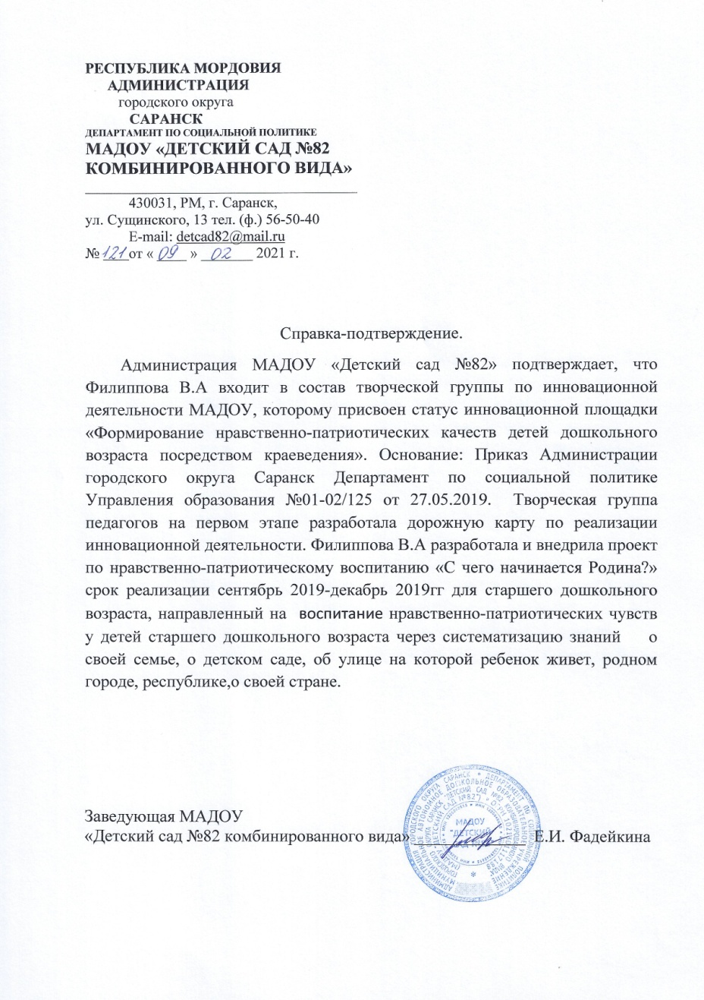 РЕСПУБЛИКА МОРДОВИЯ
АДМИНИСТРАЦИЯ
городского округа
САРАНСК
ДЕПАРТАМЕНТ ПО СОЦИАЛЬНОЙ ПОЛИТИКЕ
МАДОУ «ДЕТСКИЙ САД №82
КОМБИНИРОВАННОГО ВИДА»
430031, РМ, г. Саранск,
ул. Сущинского, 13 тел. (ф.) 56-50-40
E-mail: detcad82@mail.ru
№ 121 от « 09 » 02 2021 г.
Справка-подтверждение.
Администрация МАДОУ «Детский сад №82» подтверждает, что
Филиппова В.А входит в состав творческой группы по инновационной
деятельности МАДОУ, которому присвоен статус инновационной площадки
«Формирование нравственно-патриотических качеств детей дошкольного
возраста посредством краеведения». Основание: Приказ Администрации
городского округа Саранск Департамент по социальной политике
Управления образования №01-02/125 от 27.05.2019. Творческая группа
педагогов на первом этапе разработала дорожную карту по реализации
инновационной деятельности. Филиппова В.А разработала и внедрила проект
по нравственно-патриотическому воспитанию «С чего начинается Родина?»
срок реализации сентябрь 2019-декабрь 2019гг для старшего дошкольного
возраста, направленный на воспитание нравственно-патриотических чувств
у детей старшего дошкольного возраста через систематизацию знаний о
своей семье, о детском саде, об улице на которой ребенок живет, родном
городе, республике,о своей стране.
Заведующая МАДОУ
«Детский сад №82 комбинированного вида» Е.И. Фадейкина
МАДОУ
"ДЕТСКИЙ